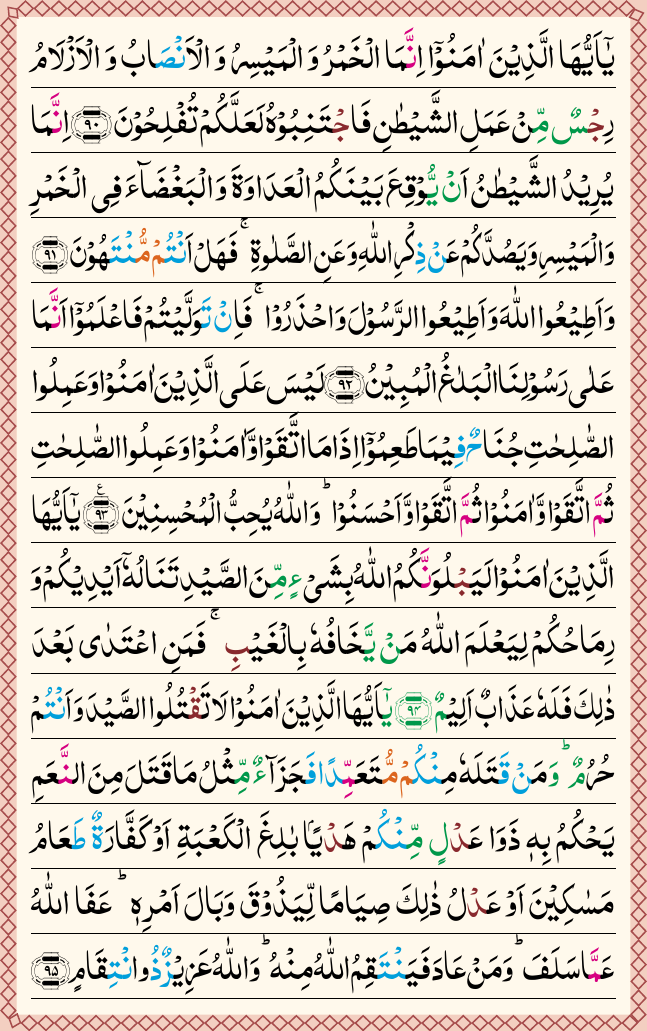 يٰۤاَيُّهَا الَّذِيْنَ اٰمَنُوْۤا اِنَّمَا الْخَمْرُ وَ الْمَيْسِرُ وَ الْاَنْصَابُ وَ الْاَزْلَامُ
رِجْسٌ مِّنْ عَمَلِ الشَّيْطٰنِ فَاجْتَنِبُوْهُ لَعَلَّكُمْ تُفْلِحُوْنَ ۝٩٠ اِنَّمَا
يُرِيْدُ الشَّيْطٰنُ اَنْ يُّوْقِعَ بَيْنَكُمُ الْعَدَاوَةَ وَ الْبَغْضَآءَ فِى الْخَمْرِ
وَالْمَيْسِرِ وَيَصُدَّكُمْ عَنْ ذِكْرِ اللّٰهِ وَعَنِ الصَّلٰوةِ ۚ فَهَلْ اَنْتُمْ مُّنْتَهُوْنَ ۝٩١
وَاَطِيْعُوا اللّٰهَ وَاَطِيْعُوا الرَّسُوْلَ وَاحْذَرُوْا ۚ فَاِنْ تَوَلَّيْتُمْ فَاعْلَمُوْۤا اَنَّمَا
عَلٰى رَسُوْلِنَا الْبَلٰغُ الْمُبِيْنُ ۝٩٢ لَيْسَ عَلَى الَّذِيْنَ اٰمَنُوْا وَعَمِلُوا
الصّٰلِحٰتِ جُنَاحٌ فِيْمَا طَعِمُوْۤا اِذَا مَا اتَّقَوْا وَّاٰمَنُوْا وَعَمِلُوا الصّٰلِحٰتِ
ثُمَّ اتَّقَوْا وَّاٰمَنُوْا ثُمَّ اتَّقَوْا وَّاَحْسَنُوْا ؕ وَاللّٰهُ يُحِبُّ الْمُحْسِنِيْنَ ۝٩٣ ع يٰۤاَيُّهَا
الَّذِيْنَ اٰمَنُوْا لَيَبْلُوَنَّكُمُ اللّٰهُ بِشَىْءٍ مِّنَ الصَّيْدِ تَنَالُهٗۤ اَيْدِيْكُمْ وَ
رِمَاحُكُمْ لِيَعْلَمَ اللّٰهُ مَنْ يَّخَافُهٗ بِالْغَيْبِ ۚ فَمَنِ اعْتَدٰى بَعْدَ
ذٰلِكَ فَلَهٗ عَذَابٌ اَلِيْمٌ ۝٩٤ يٰۤاَيُّهَا الَّذِيْنَ اٰمَنُوْا لَا تَقْتُلُوا الصَّيْدَ وَاَنْتُمْ
حُرُمٌ ؕ وَمَنْ قَتَلَهٗ مِنْكُمْ مُّتَعَمِّدًا فَجَزَآءٌ مِّثْلُ مَا قَتَلَ مِنَ النَّعَمِ
يَحْكُمُ بِهٖ ذَوَا عَدْلٍ مِّنْكُمْ هَدْيًاۢ بٰلِغَ الْكَعْبَةِ اَوْ كَفَّارَةٌ طَعَامُ
مَسٰكِيْنَ اَوْ عَدْلُ ذٰلِكَ صِيَامًا لِّيَذُوْقَ وَبَالَ اَمْرِهٖ ؕ عَفَا اللّٰهُ
عَمَّا سَلَفَ ؕ وَمَنْ عَادَ فَيَنْتَقِمُ اللّٰهُ مِنْهُ ؕ وَاللّٰهُ عَزِيْزٌ ذُو انْتِقَامٍ ۝٩٥